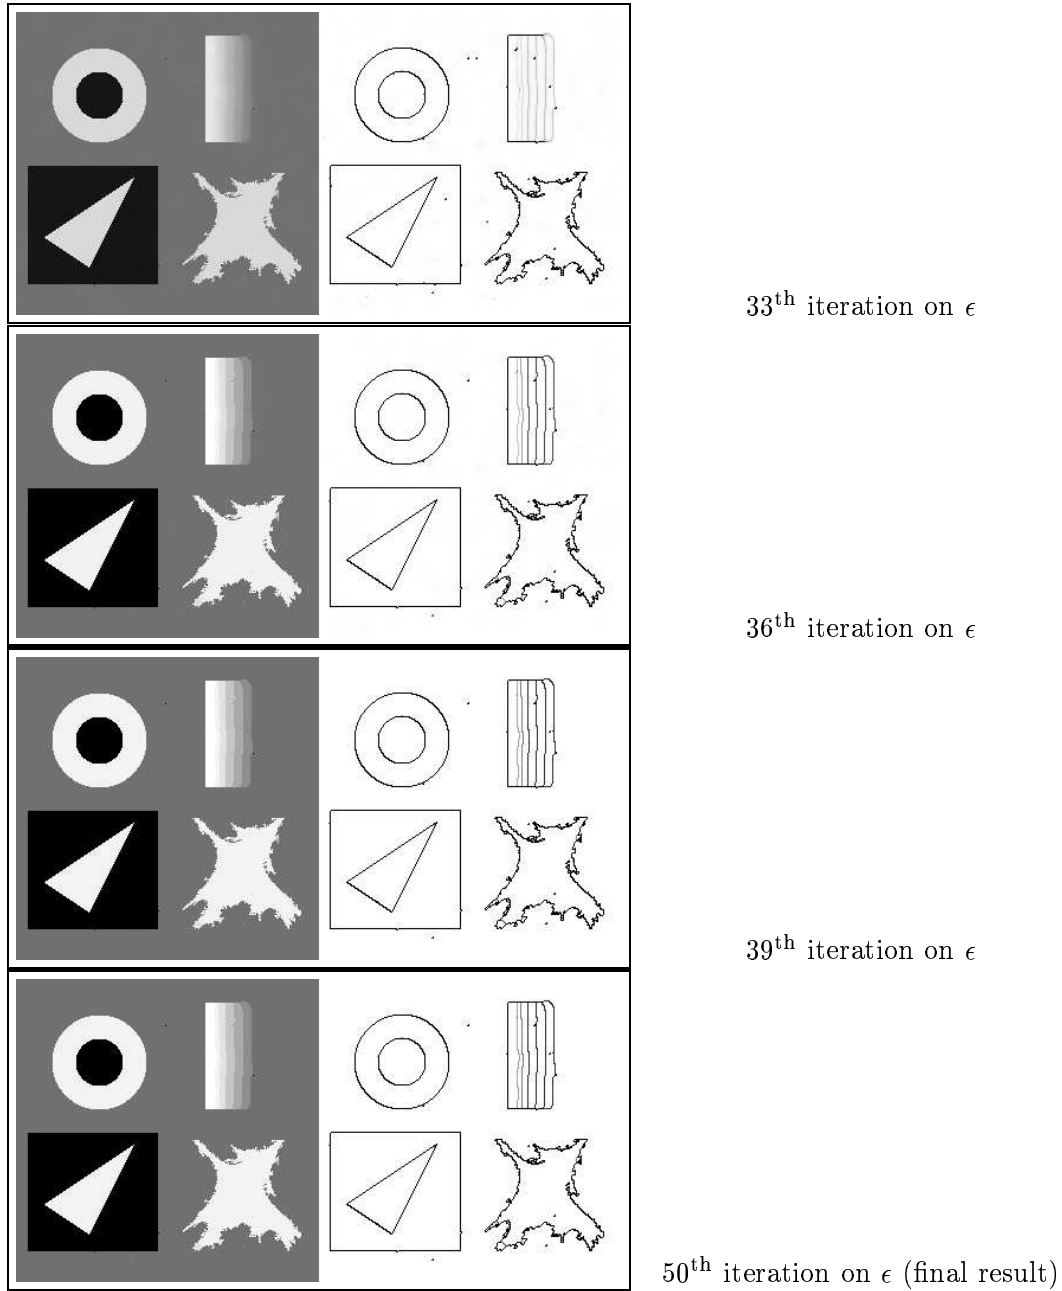 33th iteration on ϵ
36th iteration on ϵ
39th iteration on ϵ
50th iteration on ϵ (final result)